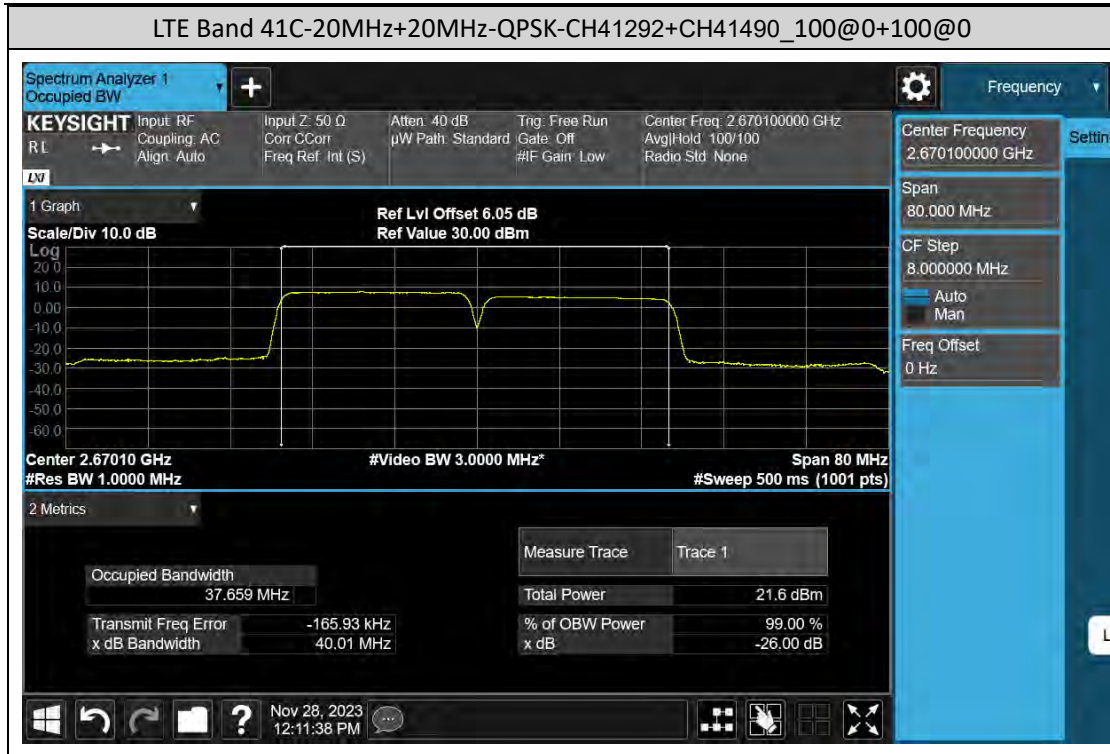 LTE Band 41C-20MHz+20MHz-QPSK-CH41292+CH41490_100@0+100@0
Spectrum Analyzer 1
Occupied BW
+
Frequency
KEYSIGHT
RL
LXI
Input: RF
Coupling: AC
Align: Auto
Input Z: 50 Ω
Corr CCorr
Freq Ref: Int (S)
Atten: 40 dB
µW Path: Standard
Trig: Free Run
Gate: Off
#IF Gain: Low
Center Freq: 2.670100000 GHz
Avg|Hold: 100/100
Radio Std: None
Center Frequency
2.670100000 GHz
Settin
Span
80.000 MHz
CF Step
8.000000 MHz
Auto
Man
Freq Offset
0 Hz
1 Graph
Scale/Div 10.0 dB
Ref Lvl Offset 6.05 dB
Ref Value 30.00 dBm
Log
20.0
10.0
0.00
-10.0
-20.0
-30.0
-40.0
-50.0
-60.0
Center 2.67010 GHz
#Video BW 3.0000 MHz*
Span 80 MHz
#Res BW 1.0000 MHz
#Sweep 500 ms (1001 pts)
2 Metrics
Measure Trace Trace 1
Occupied Bandwidth
37.659 MHz
Total Power 21.6 dBm
Transmit Freq Error -165.93 kHz
% of OBW Power 99.00 %
x dB Bandwidth 40.01 MHz
x dB -26.00 dB
L
?
Nov 28, 2023
12:11:38 PM